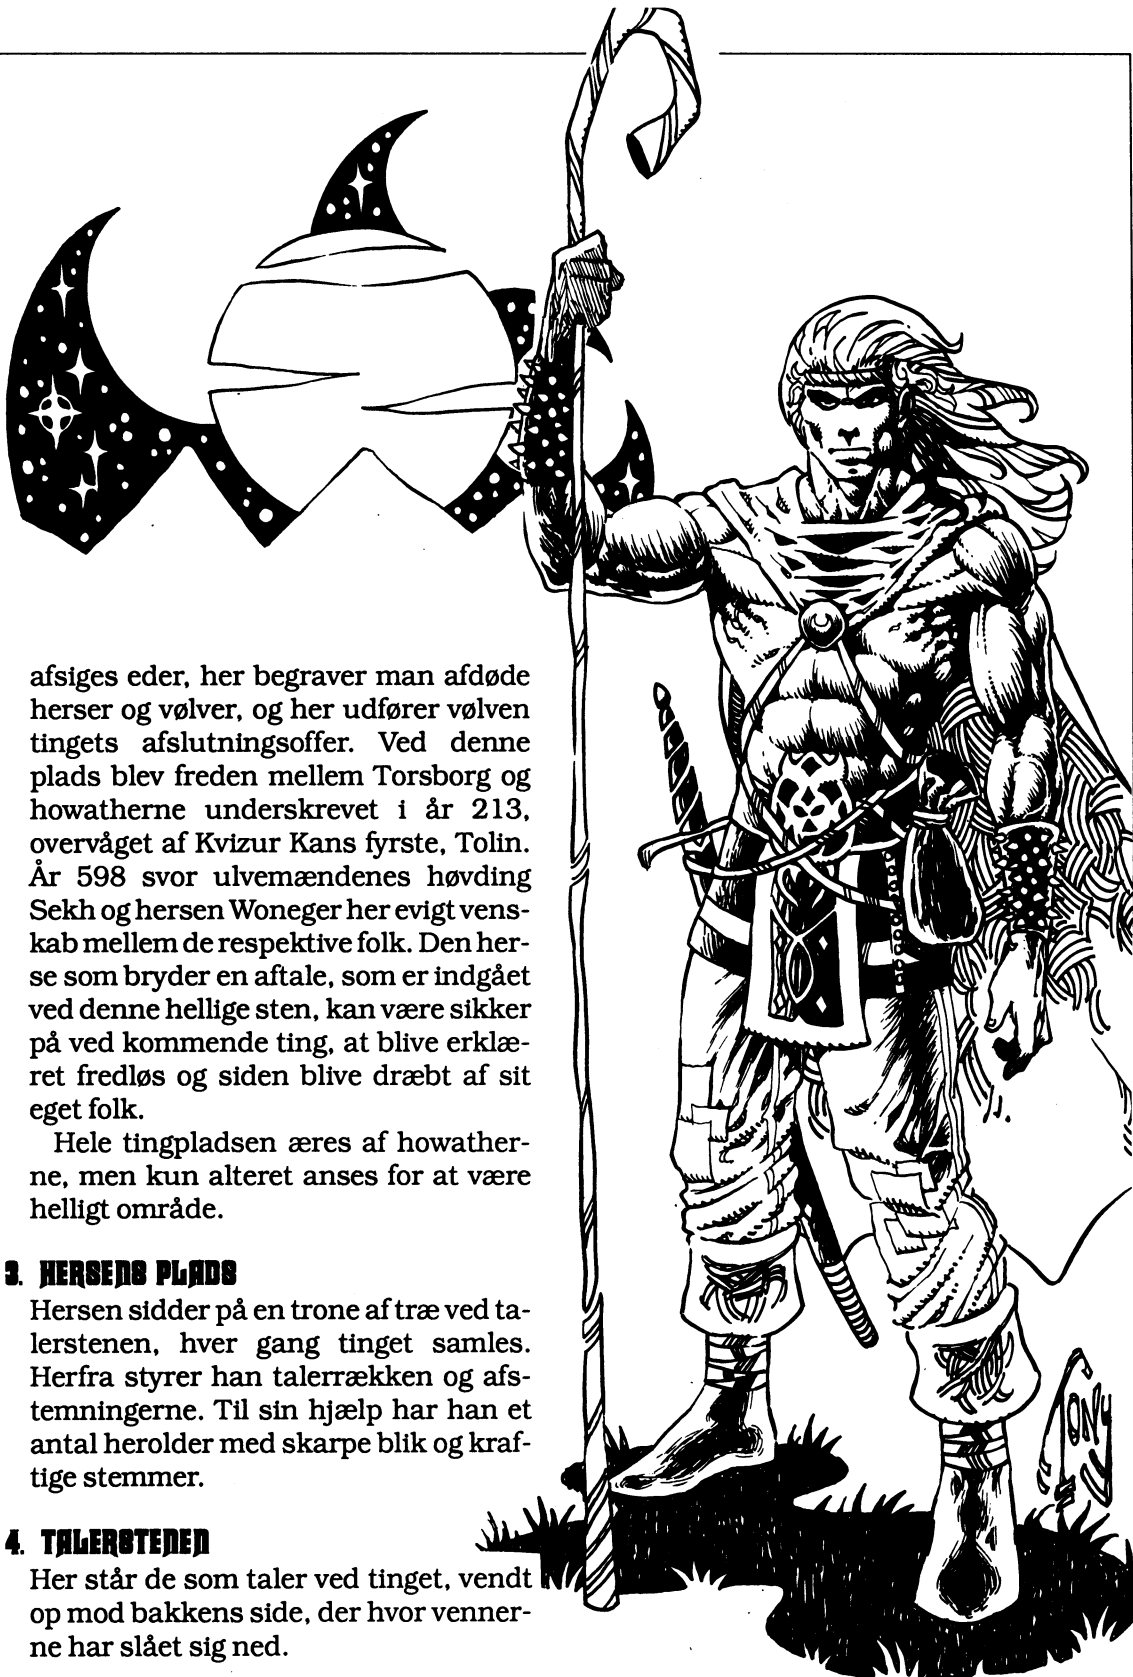 afsiges eder, her begraver man afdøde
herser og vølver, og her udfører vølven
tingets afslutningsoffer. Ved denne
plads blev freden mellem Torsborg og
howatherne underskrevet i år 213,
overvåget af Kvizur Kans fyrste, Tolin.
År 598 svor ulvemændenes høvding
Sekh og hersen Woneger her evigt vens-
kab mellem de respektive folk. Den her-
se som bryder en aftale, som er indgået
ved denne hellige sten, kan være sikker
på ved kommende ting, at blive erklæ-
ret fredløs og siden blive dræbt af sit
eget folk.
Hele tingpladsen æres af howather-
ne, men kun alteret anses for at være
helligt område.
3. HERSENS PLADS
Hersen sidder på en trone af træ ved ta-
lerstenen, hver gang tinget samles.
Herfra styrer han talerrækken og afs-
temningerne. Til sin hjælp har han et
antal herolder med skarpe blik og kraf-
tige stemmer.
4. TALERSTENEN
Her står de som taler ved tinget, vendt
op mod bakkens side, der hvor venner-
ne har slået sig ned.
TONY